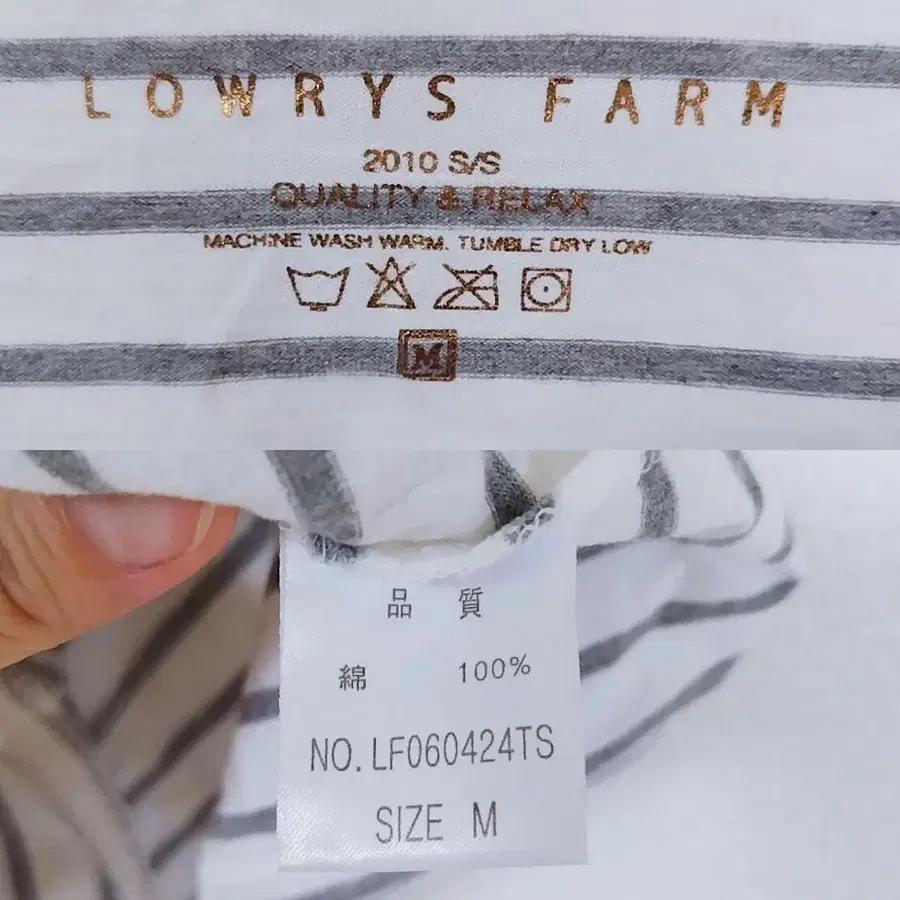 LOWRYS FARM
2010 S/S
QUALITY & RELAX
MACHINE WASH WARM. TUMBLE DRY LOW
M
品 質
綿 100%
NO. LF060424TS
SIZE M